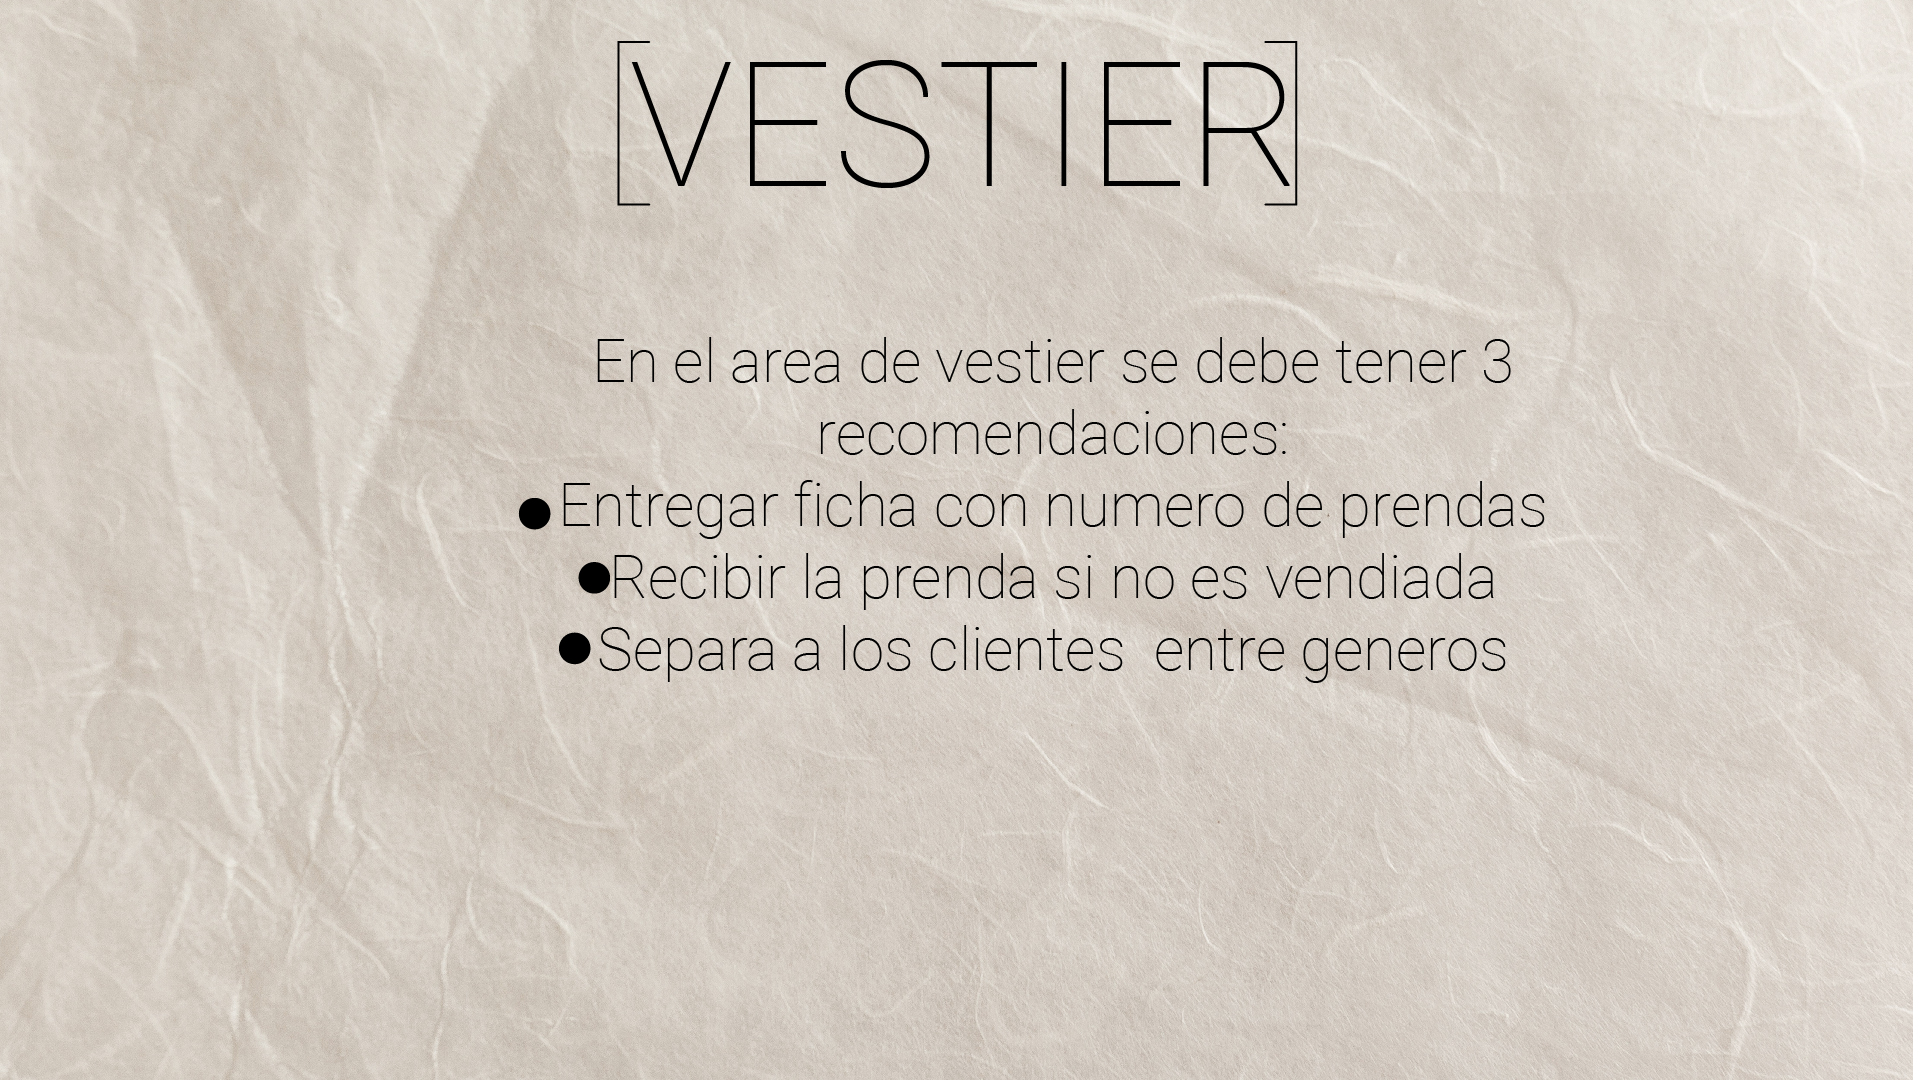 [VESTIER]
En el area de vestier se debe tener 3
recomendaciones:
●Entregar ficha con numero de prendas
●Recibir la prenda si no es vendiada
●Separa a los clientes  entre generos